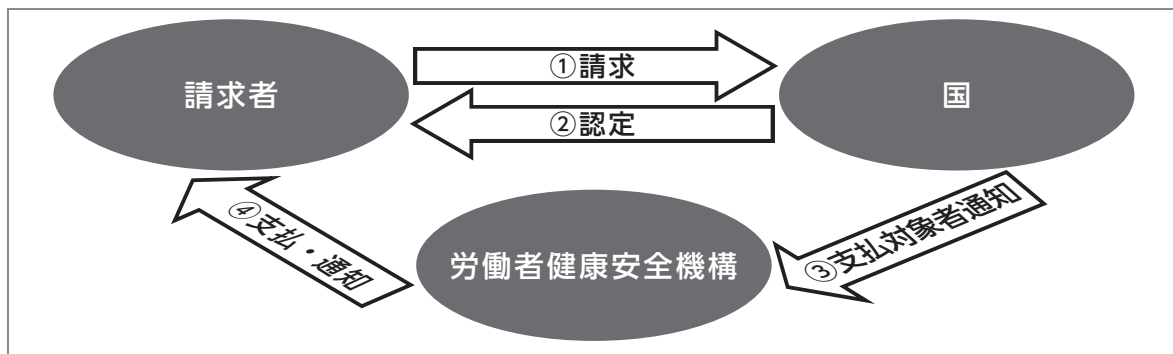 請求者
①請求
国
②認定
③支払対象者通知
④支払・通知
労働者健康安全機構